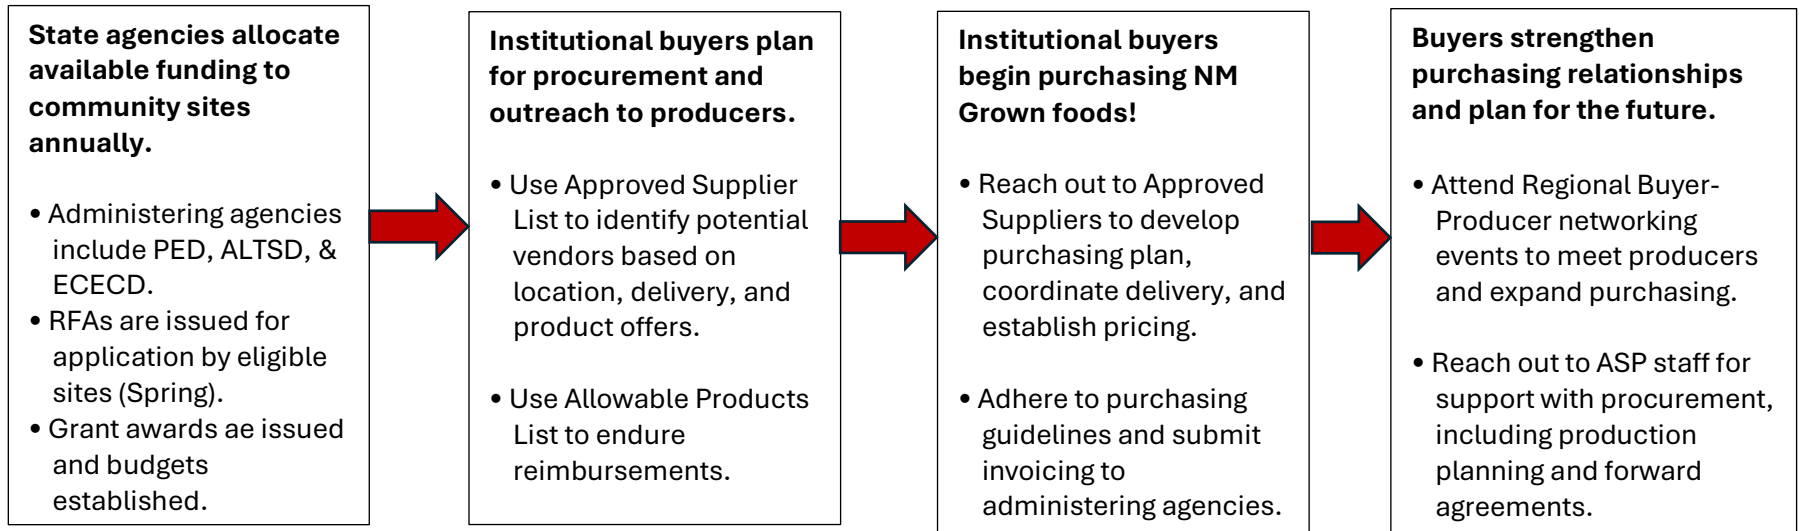 State agencies allocate
available funding to
community sites
annually.
• Administering agencies
include PED, ALTSD, &
ECECD.
• RFAs are issued for
application by eligible
sites (Spring).
• Grant awards ae issued
and budgets
established.
Institutional buyers plan
for procurement and
outreach to producers.
• Use Approved Supplier
List to identify potential
vendors based on
location, delivery, and
product offers.
• Use Allowable Products
List to endure
reimbursements.
Institutional buyers
begin purchasing NM
Grown foods!
• Reach out to Approved
Suppliers to develop
purchasing plan,
coordinate delivery, and
establish pricing.
• Adhere to purchasing
guidelines and submit
invoicing to
administering agencies.
Buyers strengthen
purchasing relationships
and plan for the future.
• Attend Regional Buyer-
Producer networking
events to meet producers
and expand purchasing.
• Reach out to ASP staff for
support with procurement,
including production
planning and forward
agreements.